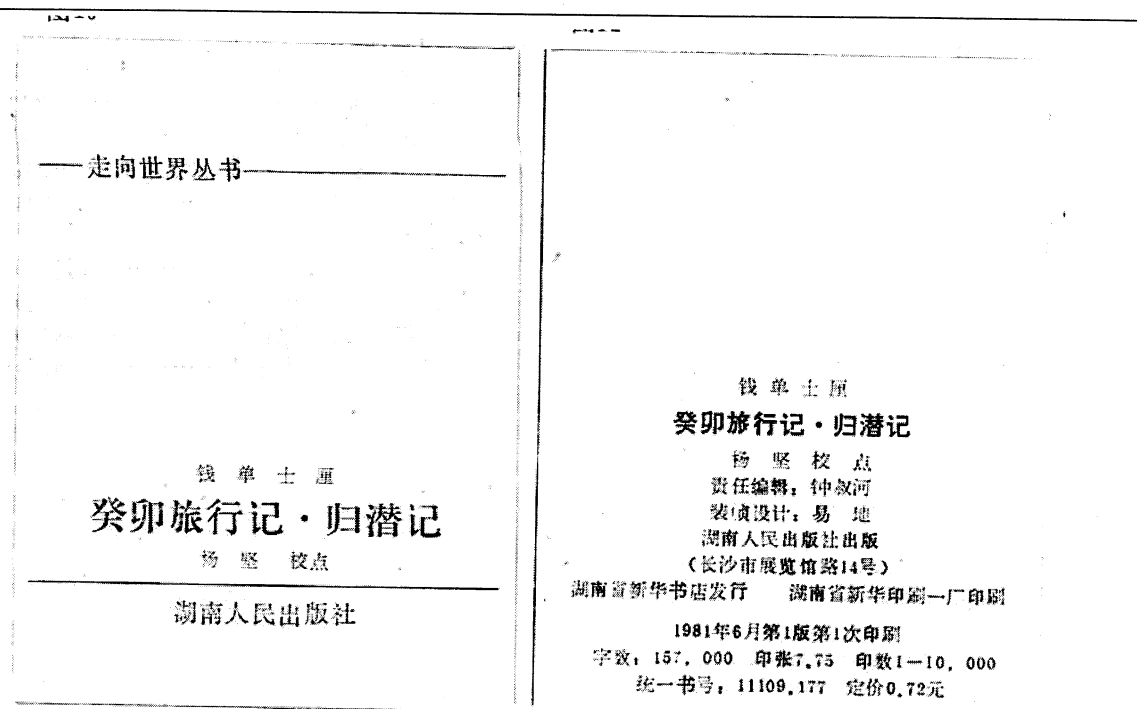 走向世界丛书
钱单士厘
癸卯旅行记·归潜记
杨坚 校点
湖南人民出版社
钱单士厘
癸卯旅行记·归潜记
杨坚校点
责任编辑：钟叔河
装帧设计：易地
湖南人民出版社出版
（长沙市展览馆路14号）
湖南省新华书店发行 湖南省新华印刷一厂印刷
1981年6月第1版第1次印刷
字数：157，000 印张7.75 印数1—10，000
统一书号：11109.177 定价0.72元